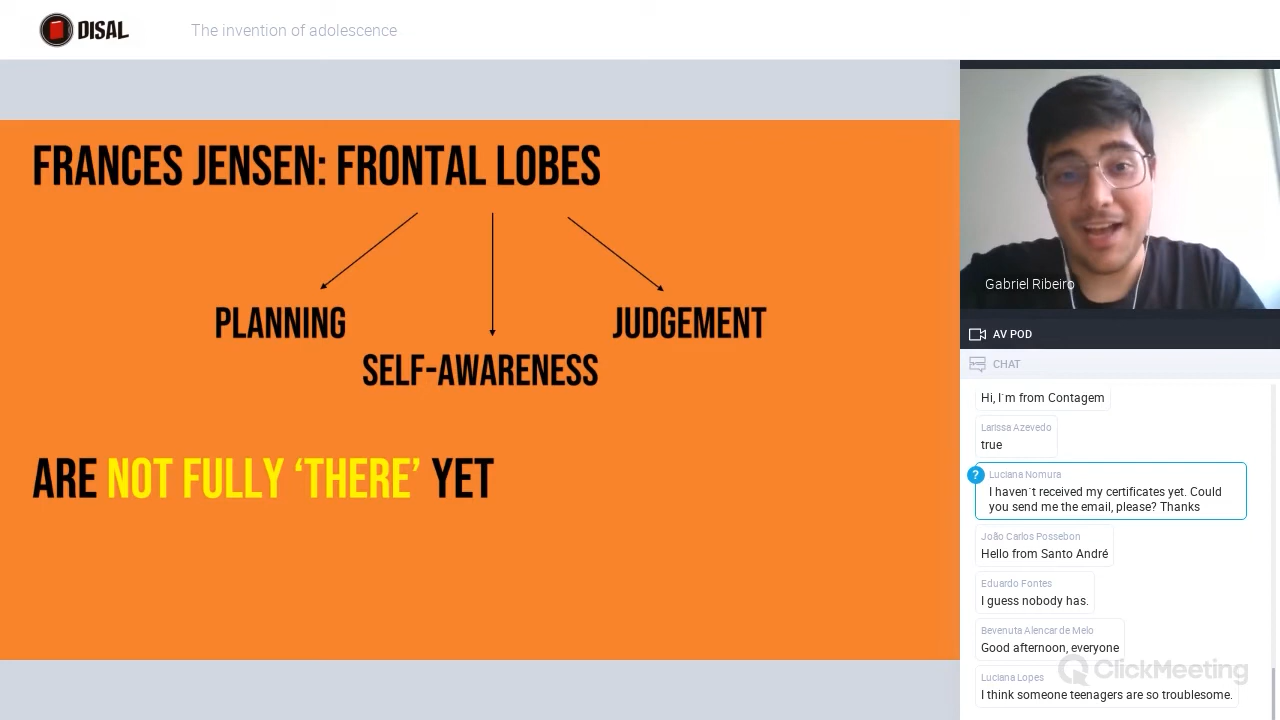 DISAL
The invention of adolescence
FRANCES JENSEN: FRONTAL LOBES
PLANNING
JUDGEMENT
SELF-AWARENESS
ARE NOT FULLY ‘THERE’ YET
Gabriel Ribeiro
AV POD
CHAT
Hi, I´m from Contagem
Larissa Azevedo
true
?
Luciana Nomura
I haven´t received my certificates yet. Could
you send me the email, please? Thanks
João Carlos Possebon
Hello from Santo André
Eduardo Fontes
I guess nobody has.
Bevenuta Alencar de Melo
Good afternoon, everyone
ClickMeeting
Luciana Lopes
I think someone teenagers are so troublesome.